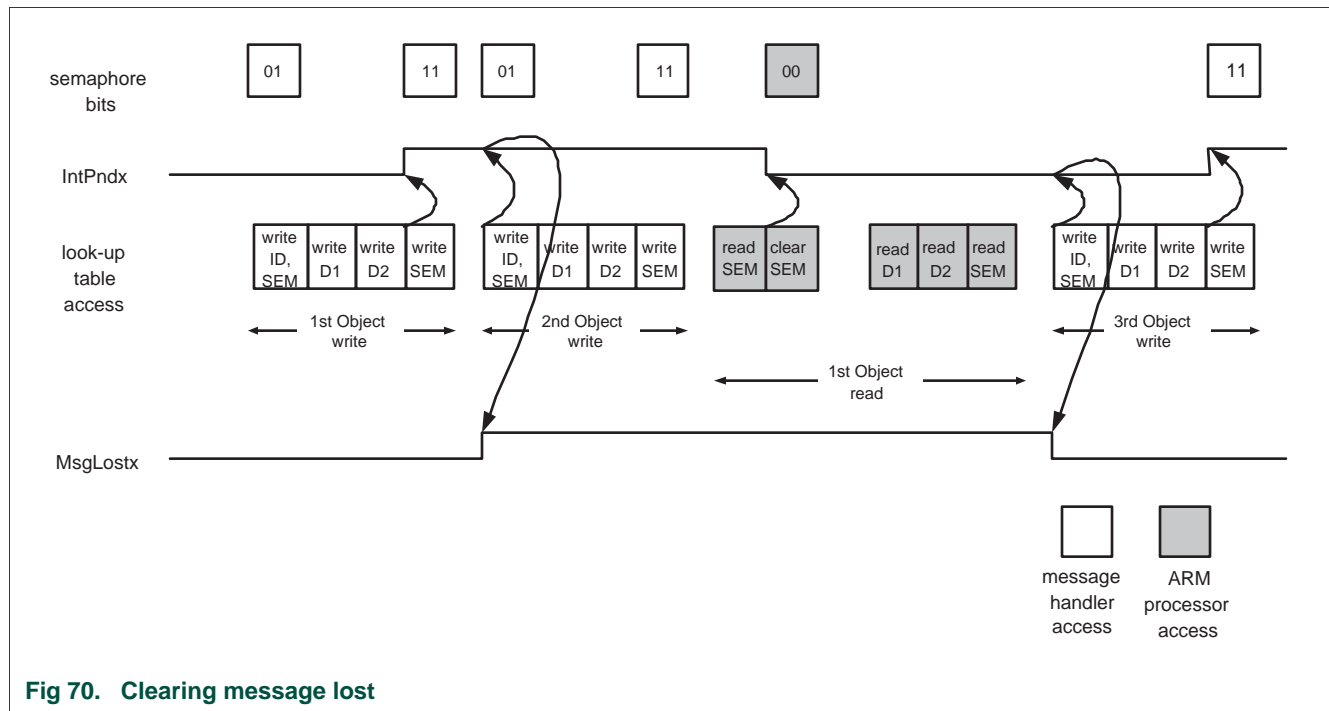 semaphore
bits
01
11
01
11
00
11
IntPndx
look-up
table
access
write
ID,
SEM
write
D1
write
D2
write
SEM
write
ID,
SEM
write
D1
write
D2
write
SEM
read
SEM
clear
SEM
read
D1
read
D2
read
SEM
write
ID,
SEM
write
D1
write
D2
write
SEM
1st Object
write
2nd Object
write
3rd Object
write
1st Object
read
MsgLostx
message
handler
access
ARM
processor
access
Fig 70. Clearing message lost